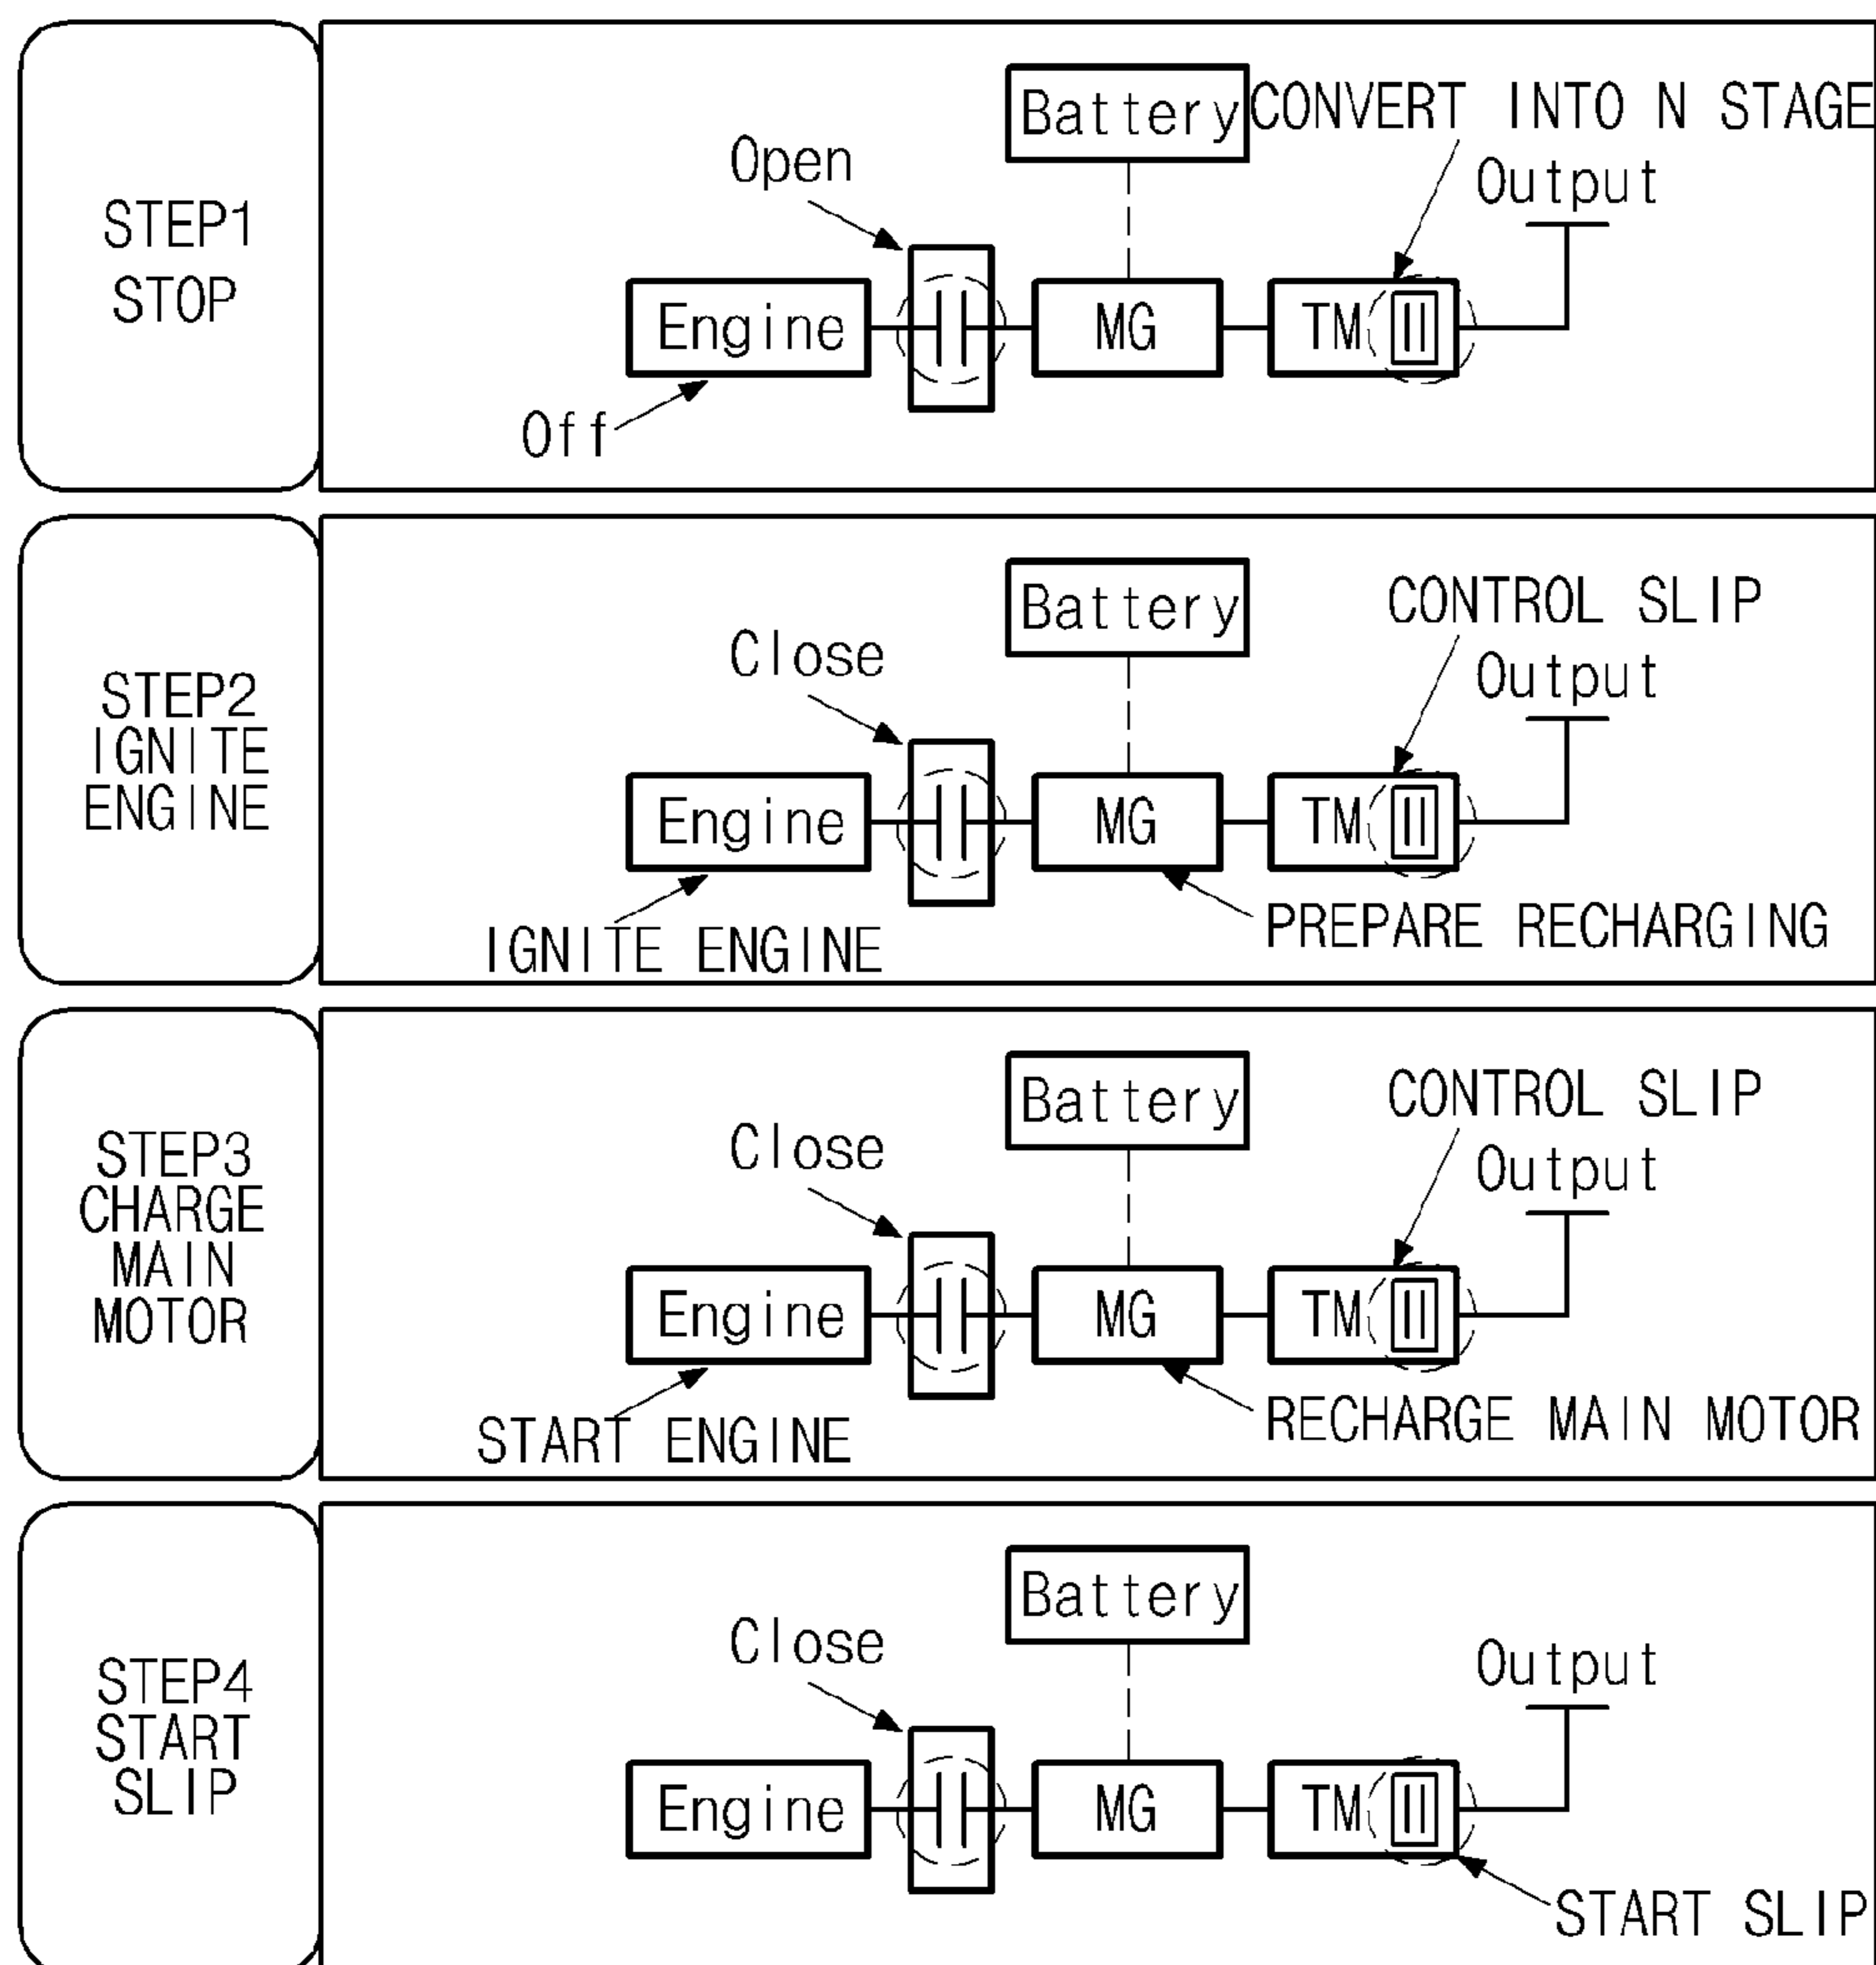 STEP1
STOP
Battery
CONVERT INTO N STAGE
Open
Output
Engine
MG
TM
Off
STEP2
IGNITE
ENGINE
Battery
CONTROL SLIP
Close
Output
Engine
MG
TM
IGNITE ENGINE
PREPARE RECHARGING
STEP3
CHARGE
MAIN
MOTOR
Battery
CONTROL SLIP
Close
Output
Engine
MG
TM
START ENGINE
RECHARGE MAIN MOTOR
STEP4
START
SLIP
Battery
Close
Output
Engine
MG
TM
START SLIP